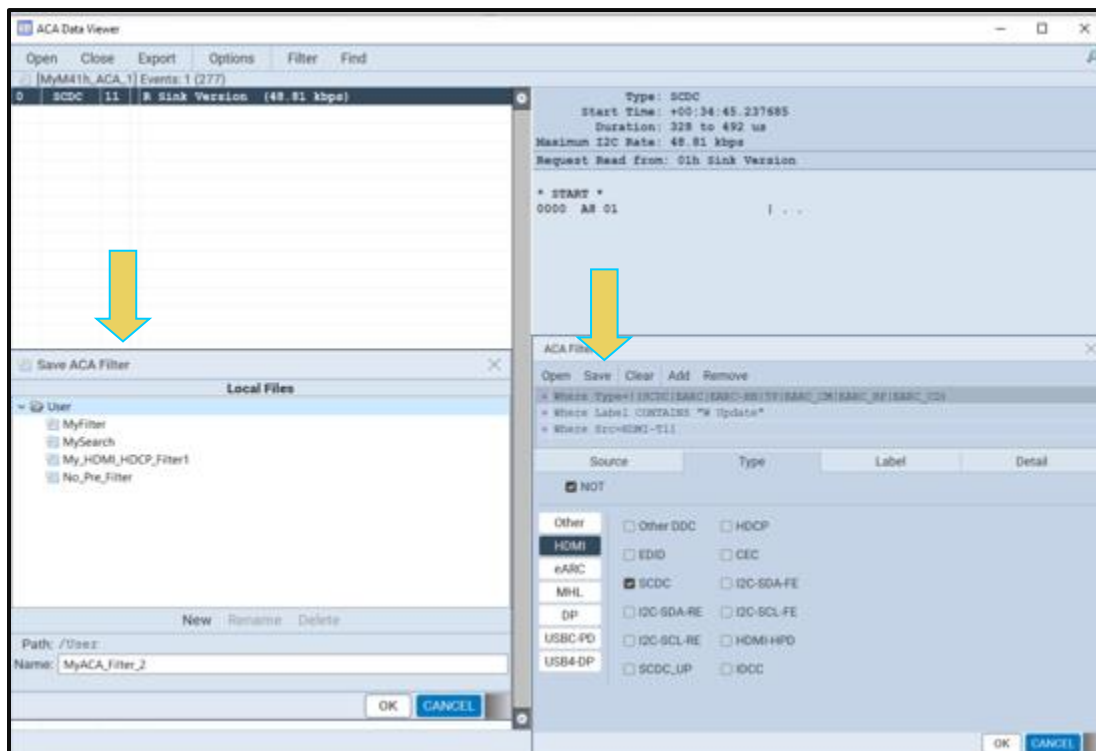 ACA Data Viewer
Open Close Export Options Filter Find
[MyM41h_ACA_1] Events: 1 (277)
0 SCDC 11 R Sink Version (48.81 kbps)
Type: SCDC
Start Time: +00:34:45.237685
Duration: 328 to 492 us
Maximum I2C Rate: 48.81 kbps
Request Read from: 01h Sink Version
* START *
0000 A8 01 | . .
Save ACA Filter
Local Files
User
MyFilter
MySearch
My_HDMI_HDCP_Filter1
No_Pre_Filter
New Rename Delete
Path: /User
Name: MyACA_Filter_2
OK CANCEL
ACA Filter
Open Save Clear Add Remove
+ Where Label CONTAINS "W Update"
+ Where Src=HDMI-T11
Source Type Label Detail
NOT
Other
HDMI
eARC
MHL
DP
USBC-PD
USB4-DP
Other DDC HDCP
EDID CEC
SCDC I2C-SDA-FE
I2C-SDA-RE I2C-SCL-FE
I2C-SCL-RE HDMI-HPD
SCDC_UP IOCC
OK CANCEL